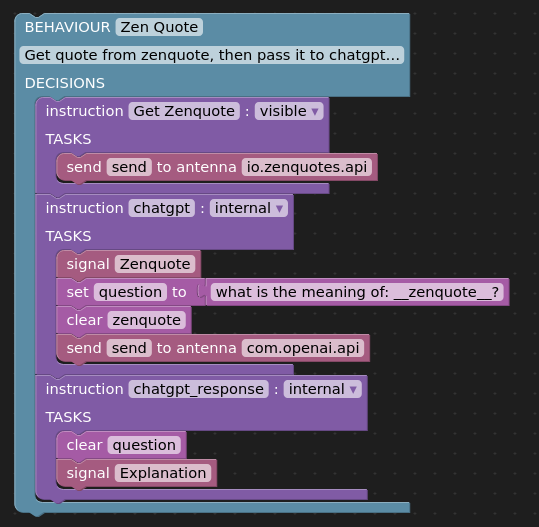 BEHAVIOUR Zen Quote
Get quote from zenquote, then pass it to chatgpt...
DECISIONS
instruction Get Zenquote : visible
TASKS
send send to antenna io.zenquotes.api
instruction chatgpt : internal
TASKS
signal Zenquote
set question to what is the meaning of: __zenquote__?
clear zenquote
send send to antenna com.openai.api
instruction chatgpt_response : internal
TASKS
clear question
signal Explanation